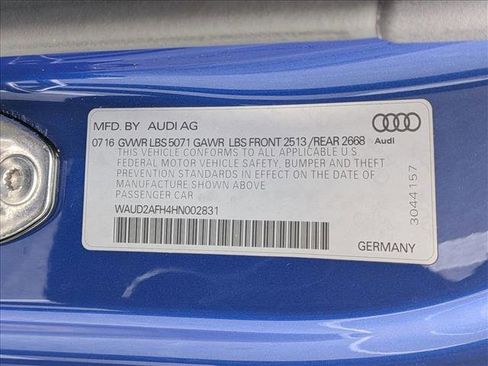 MFD. BY AUDI AG
0716 GVWR LBS 5071 GAWR LBS FRONT 2513 /REAR 2668
THIS VEHICLE CONFORMS TO ALL APPLICABLE U S
FEDERAL MOTOR VEHICLE SAFETY, BUMPER AND THEFT
PREVENTION STANDARDS IN EFFECT ON THE DATE OF
MANUFACTURE SHOWN ABOVE
PASSENGER CAR
WAUD2AFH4HN002831
Audi
3044157
GERMANY